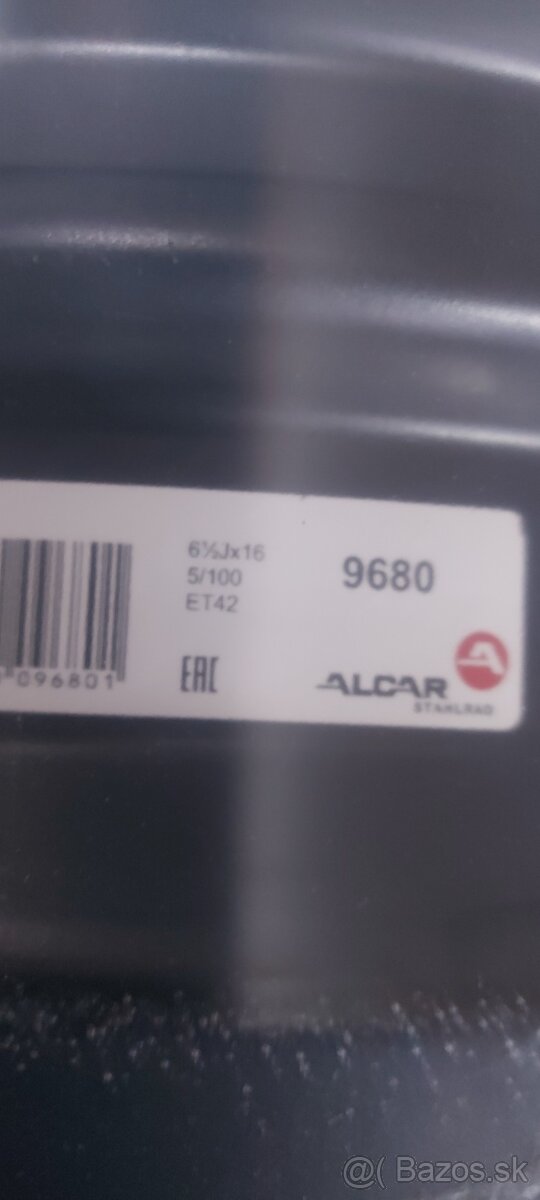 6½Jx16
5/100
ET42
9680
096801
EAC
ALCAR
STAHLRAD
@( Bazos.sk